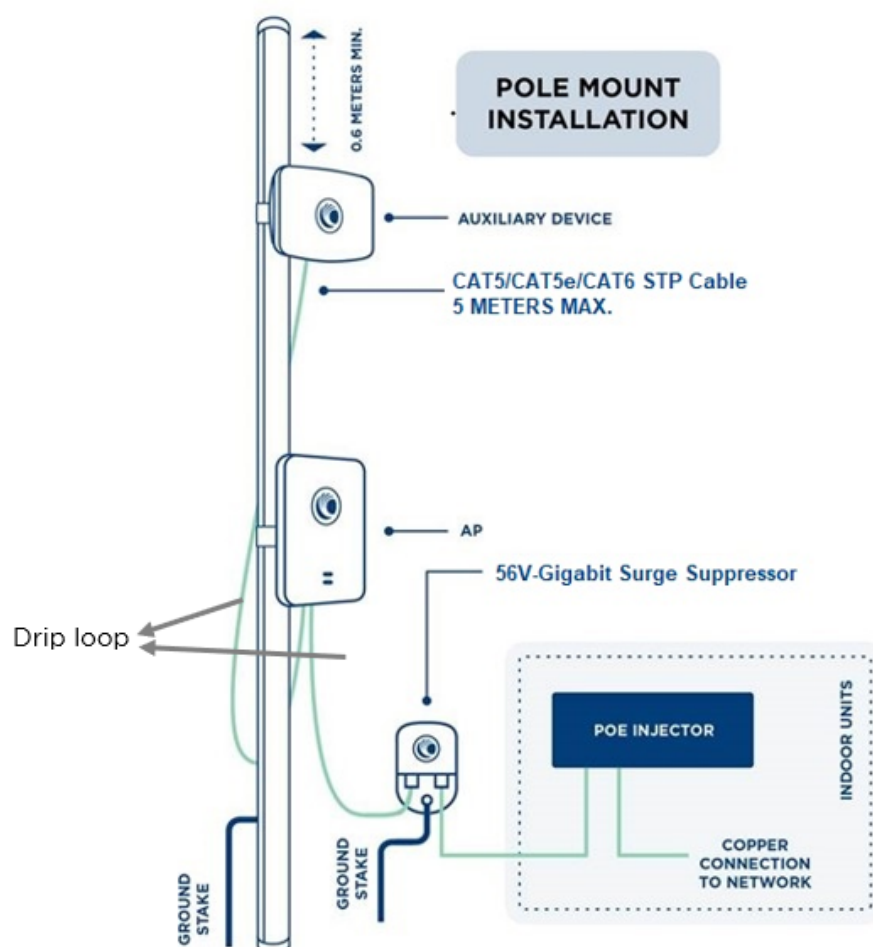 0.6 METERS MIN.
POLE MOUNT
INSTALLATION
AUXILIARY DEVICE
CAT5/CAT5e/CAT6 STP Cable
5 METERS MAX.
AP
56V-Gigabit Surge Suppressor
Drip loop
POE INJECTOR
INDOOR UNITS
COPPER
CONNECTION
TO NETWORK
GROUND
STAKE
GROUND
STAKE